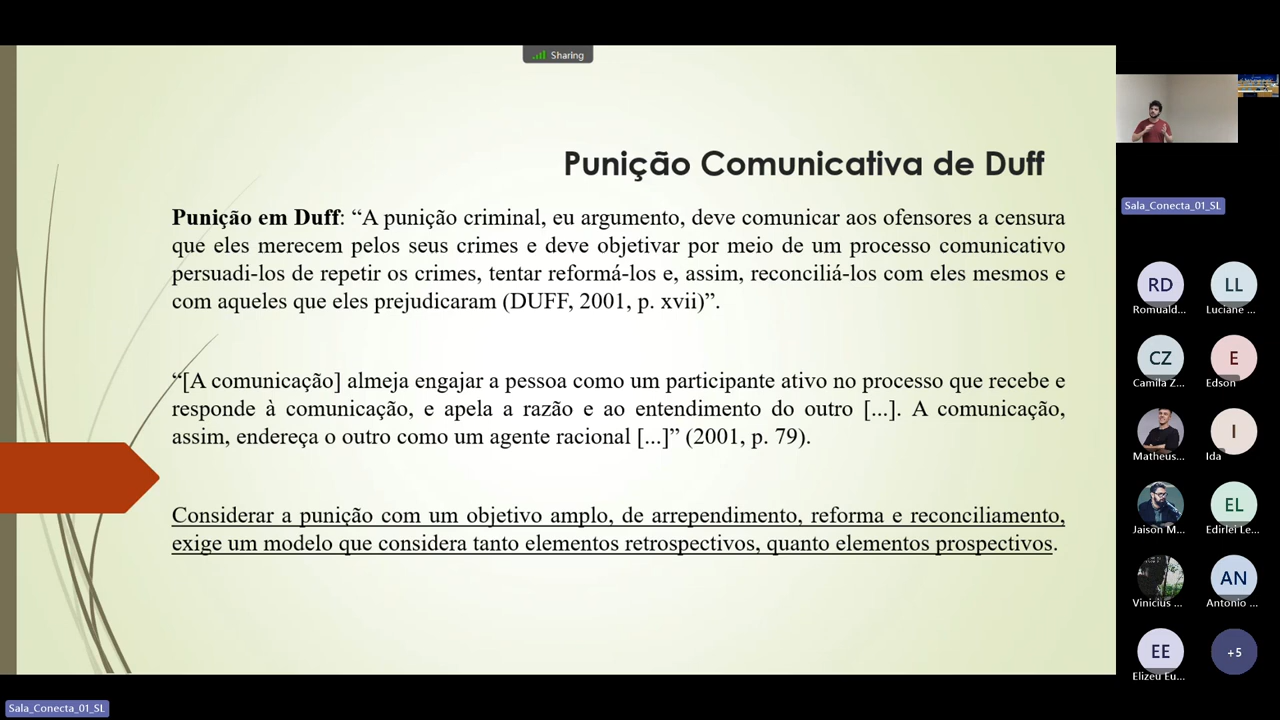 Sharing
Punição Comunicativa de Duff
Punição em Duff: “A punição criminal, eu argumento, deve comunicar aos ofensores a censura
que eles merecem pelos seus crimes e deve objetivar por meio de um processo comunicativo
persuadi-los de repetir os crimes, tentar reformá-los e, assim, reconciliá-los com eles mesmos e
com aqueles que eles prejudicaram (DUFF, 2001, p. xvii)”.
“[A comunicação] almeja engajar a pessoa como um participante ativo no processo que recebe e
responde à comunicação, e apela a razão e ao entendimento do outro [...]. A comunicação,
assim, endereça o outro como um agente racional [...]” (2001, p. 79).
Considerar a punição com um objetivo amplo, de arrependimento, reforma e reconciliamento,
exige um modelo que considera tanto elementos retrospectivos, quanto elementos prospectivos.
Sala_Conecta_01_SL
RD
LL
Romuald...
Luciane ...
CZ
E
Camila Z...
Edson
I
Matheus...
Ida
EL
Jaison M...
Edirlei Le...
AN
Vinicius ...
Antonio ...
EE
+5
Elizeu Eu...
Sala_Conecta_01_SL